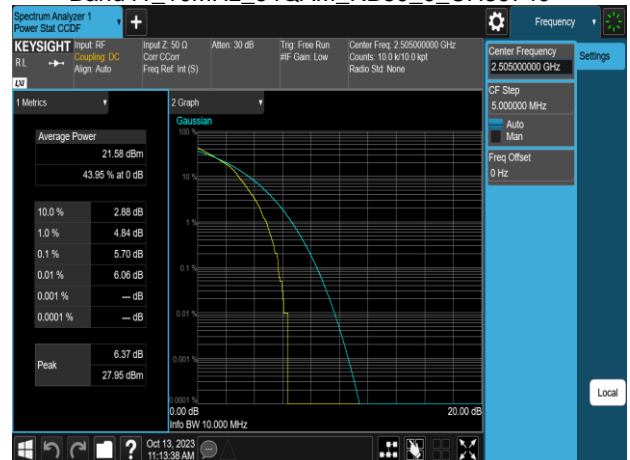 Spectrum Analyzer 1
Power Stat CCDF
+
Frequency
KEYSIGHT
RL
LXI
Input: RF
Coupling: DC
Align: Auto
Input Z: 50 Ω
Corr CCorr
Freq Ref: Int (S)
Atten: 30 dB
Trig: Free Run
#IF Gain: Low
Center Freq: 2.505000000 GHz
Counts: 10.0 k/10.0 kpt
Radio Std: None
Center Frequency
2.505000000 GHz
Settings
CF Step
5.000000 MHz
Auto
Man
Freq Offset
0 Hz
Local
1 Metrics
Average Power
21.58 dBm
43.95 % at 0 dB
10.0 % 2.88 dB
1.0 % 4.84 dB
0.1 % 5.70 dB
0.01 % 6.06 dB
0.001 % --- dB
0.0001 % --- dB
Peak
6.37 dB
27.95 dBm
2 Graph
Gaussian
100 %
10 %
1 %
0.1 %
0.01 %
0.001 %
0.0001 %
0.00 dB 20.00 dB
Info BW 10.000 MHz
?
Oct 13, 2023
11:13:38 AM